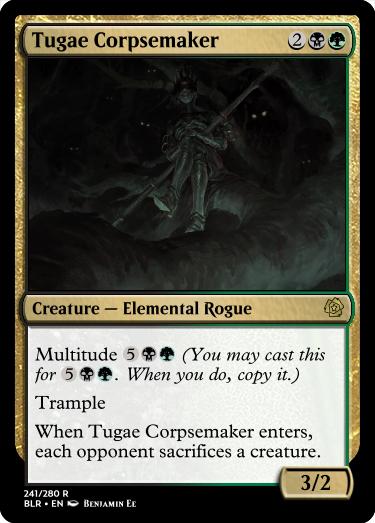 Tugae Corpsemaker 2
Creature — Elemental Rogue
Multitude 5 (You may cast this
for 5. When you do, copy it.)
Trample
When Tugae Corpsemaker enters,
each opponent sacrifices a creature.
3/2
241/280 R
BLR • EN Benjamin Ee